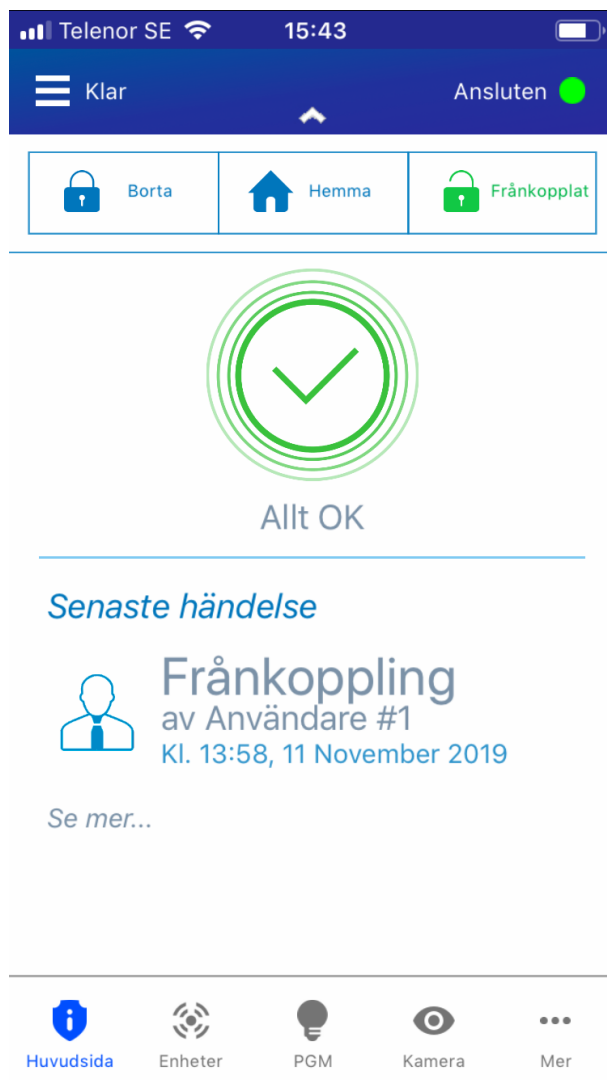 Telenor SE 15:43
Klar Ansluten
Borta Hemma Frånkopplat
Allt OK
Senaste händelse
Frånkoppling
av Användare #1
Kl. 13:58, 11 November 2019
Se mer...
Huvudsida Enheter PGM Kamera Mer